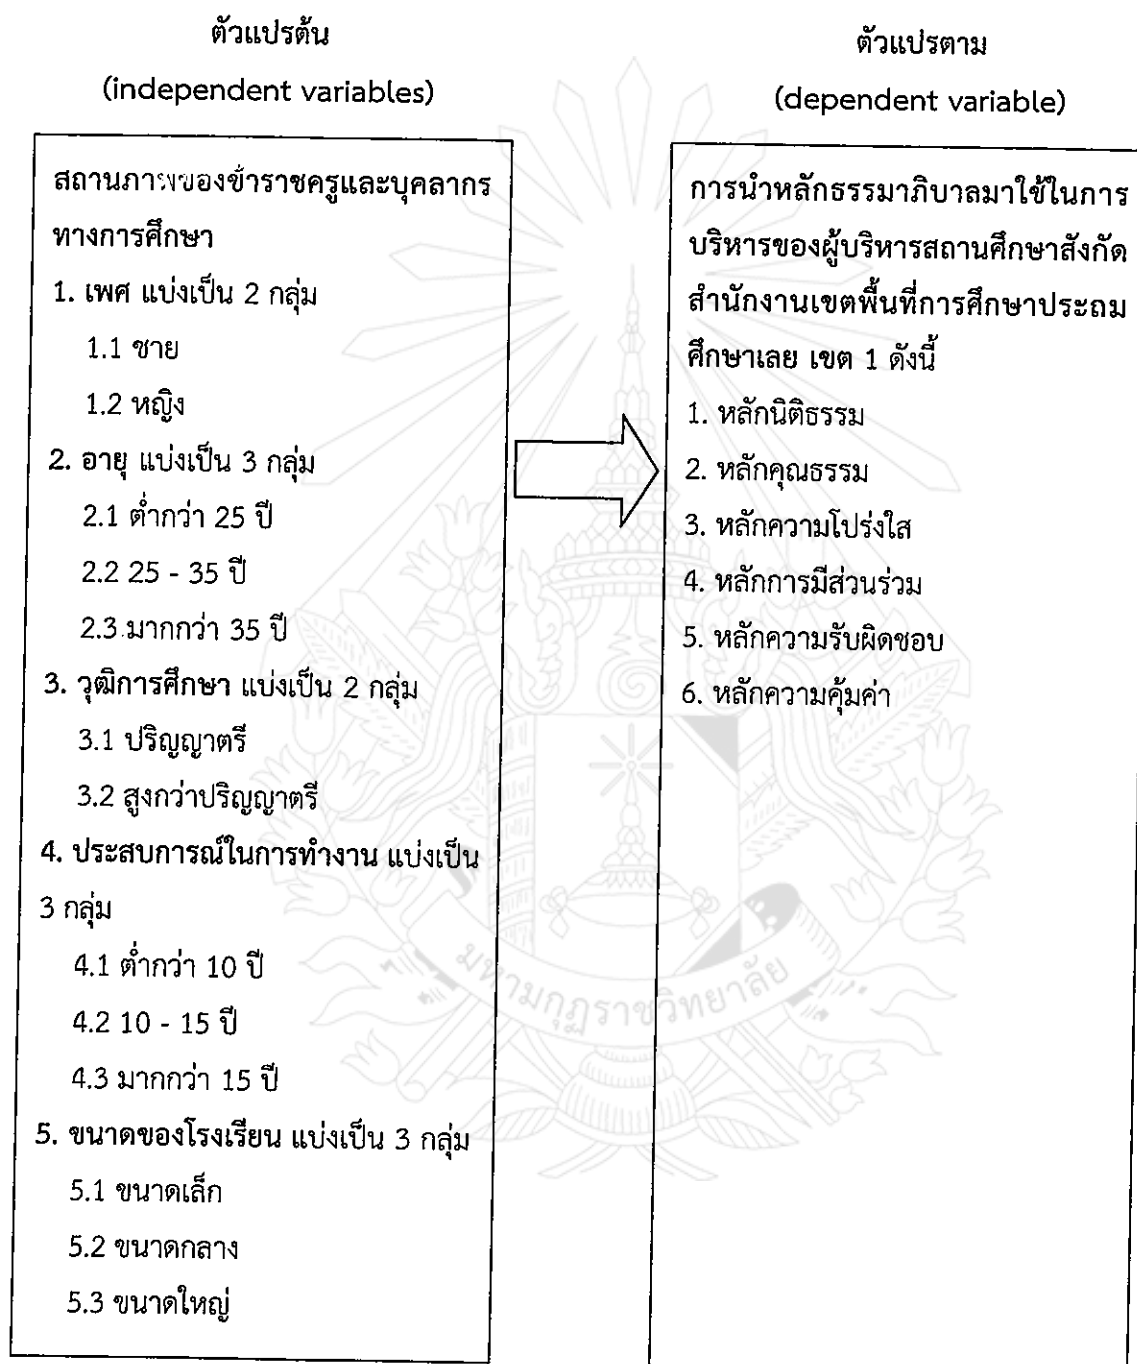 ตัวแปรต้น
(independent variables)
สถานภาพของข้าราชครูและบุคลากร
ทางการศึกษา
1. เพศ แบ่งเป็น 2 กลุ่ม
1.1 ชาย
1.2 หญิง
2. อายุ แบ่งเป็น 3 กลุ่ม
2.1 ต่ำกว่า 25 ปี
2.2 25 - 35 ปี
2.3 มากกว่า 35 ปี
3. วุฒิการศึกษา แบ่งเป็น 2 กลุ่ม
3.1 ปริญญาตรี
3.2 สูงกว่าปริญญาตรี
4. ประสบการณ์ในการทำงาน แบ่งเป็น
3 กลุ่ม
4.1 ต่ำกว่า 10 ปี
4.2 10 - 15 ปี
4.3 มากกว่า 15 ปี
5. ขนาดของโรงเรียน แบ่งเป็น 3 กลุ่ม
5.1 ขนาดเล็ก
5.2 ขนาดกลาง
5.3 ขนาดใหญ่
ตัวแปรตาม
(dependent variable)
การนำหลักธรรมาภิบาลมาใช้ในการ
บริหารของผู้บริหารสถานศึกษาสังกัด
สำนักงานเขตพื้นที่การศึกษาประถม
ศึกษาเลย เขต 1 ดังนี้
1. หลักนิติธรรม
2. หลักคุณธรรม
3. หลักความโปร่งใส
4. หลักการมีส่วนร่วม
5. หลักความรับผิดชอบ
6. หลักความคุ้มค่า
มหามกุฏราชวิทยาลัย